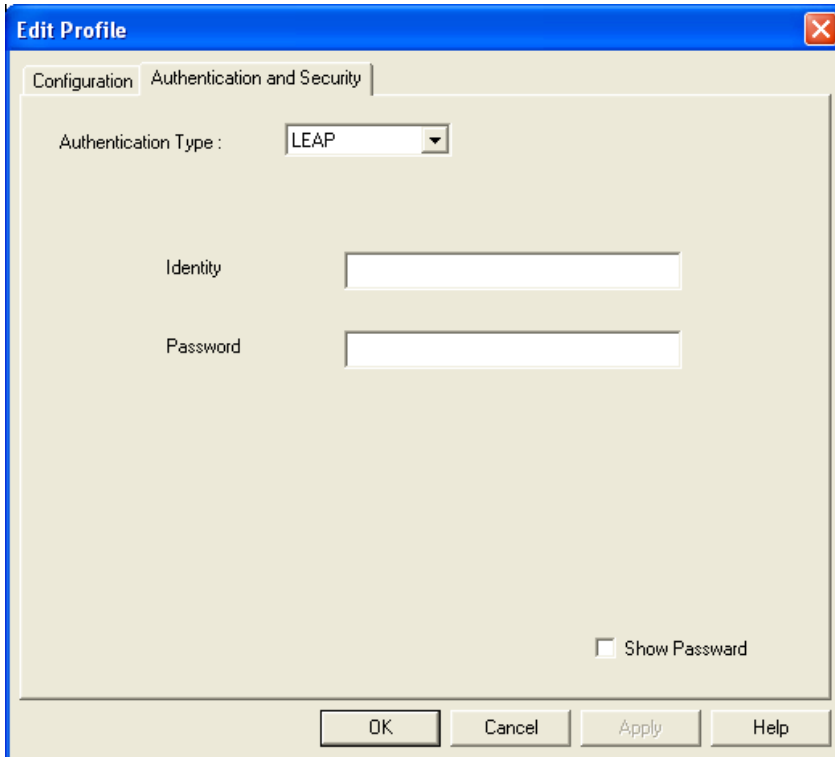 Edit Profile
Configuration Authentication and Security
Authentication Type : LEAP
Identity
Password
Show Passward
OK Cancel Apply Help